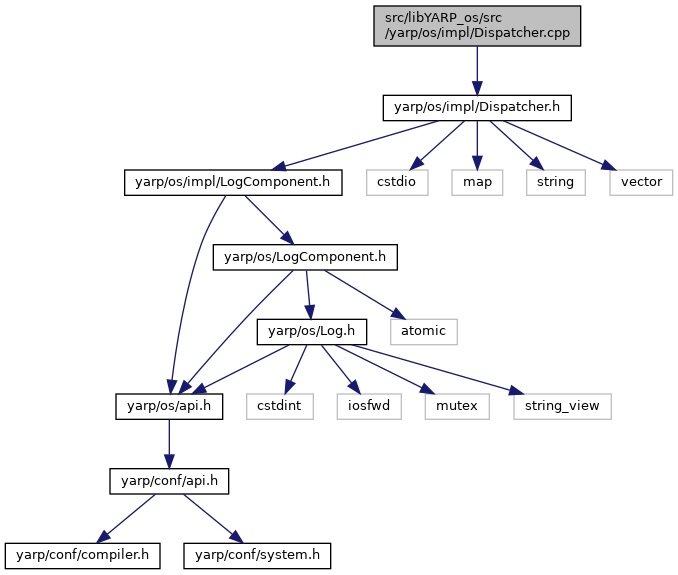 src/libYARP_os/src
/yarp/os/impl/Dispatcher.cpp
yarp/os/impl/Dispatcher.h
yarp/os/impl/LogComponent.h
cstdio
map
string
vector
yarp/os/LogComponent.h
yarp/os/Log.h
atomic
yarp/os/api.h
cstdint
iosfwd
mutex
string_view
yarp/conf/api.h
yarp/conf/compiler.h
yarp/conf/system.h